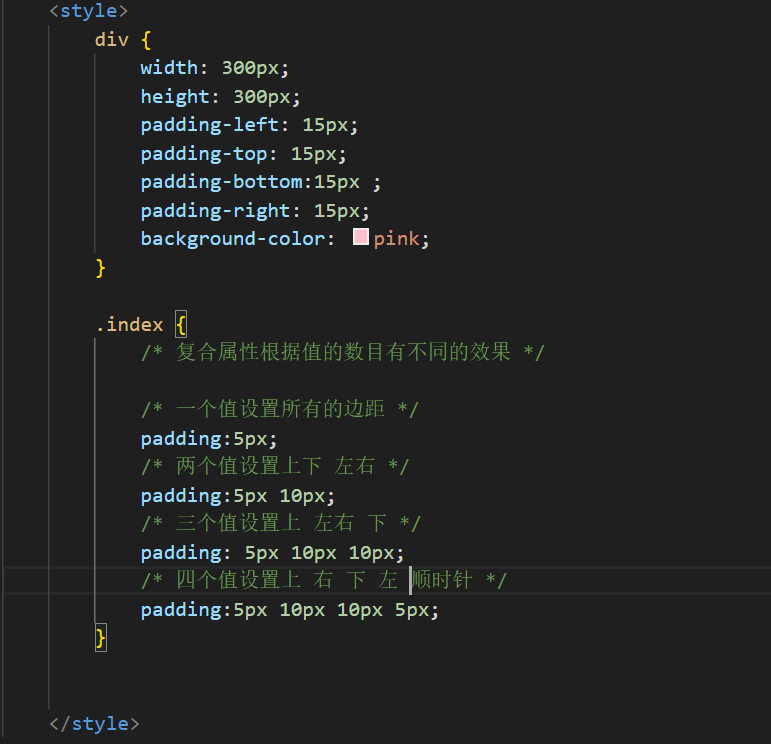 <style>
div {
width: 300px;
height: 300px;
padding-left: 15px;
padding-top: 15px;
padding-bottom:15px ;
padding-right: 15px;
background-color: pink;
}
.index {
/* 复合属性根据值的数目有不同的效果 */
/* 一个值设置所有的边距 */
padding:5px;
/* 两个值设置上下 左右 */
padding:5px 10px;
/* 三个值设置上 左右 下 */
padding: 5px 10px 10px;
/* 四个值设置上 右 下 左 顺时针 */
padding:5px 10px 10px 5px;
}
</style>